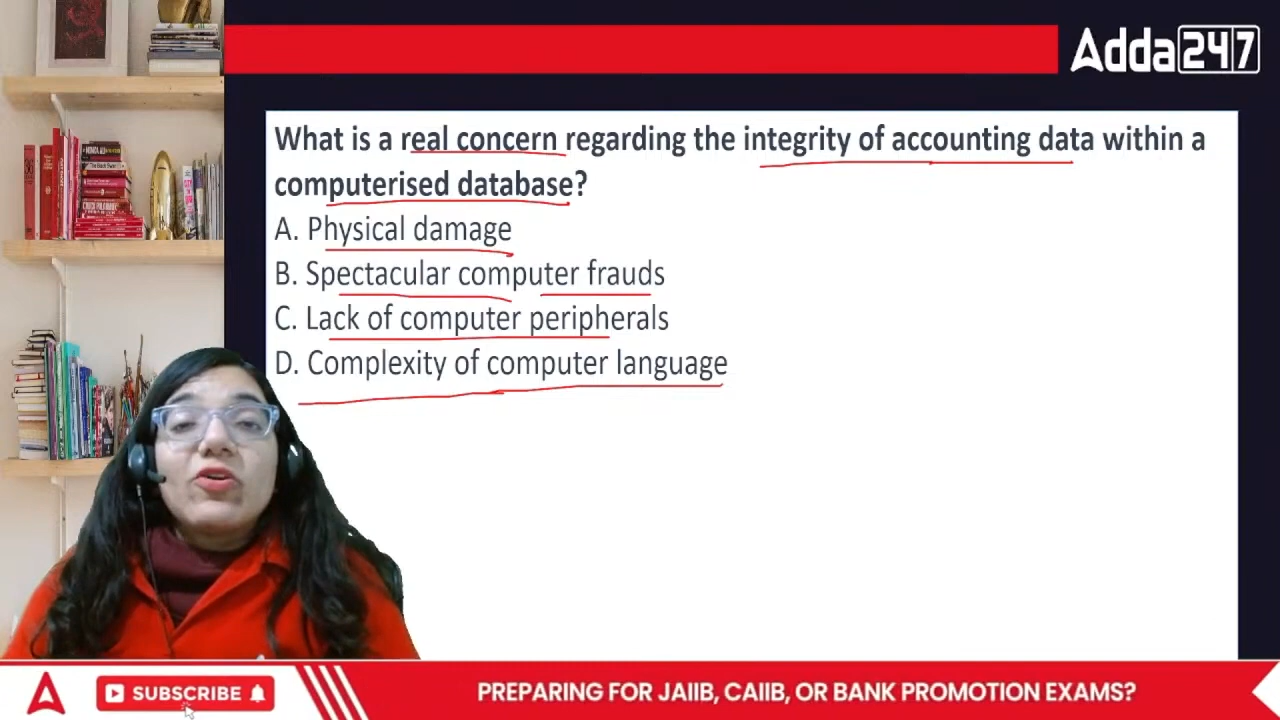 Adda247
What is a real concern regarding the integrity of accounting data within a
computerised database?
A. Physical damage
B. Spectacular computer frauds
C. Lack of computer peripherals
D. Complexity of computer language
SUBSCRIBE
PREPARING FOR JAIIB, CAIIB, OR BANK PROMOTION EXAMS?